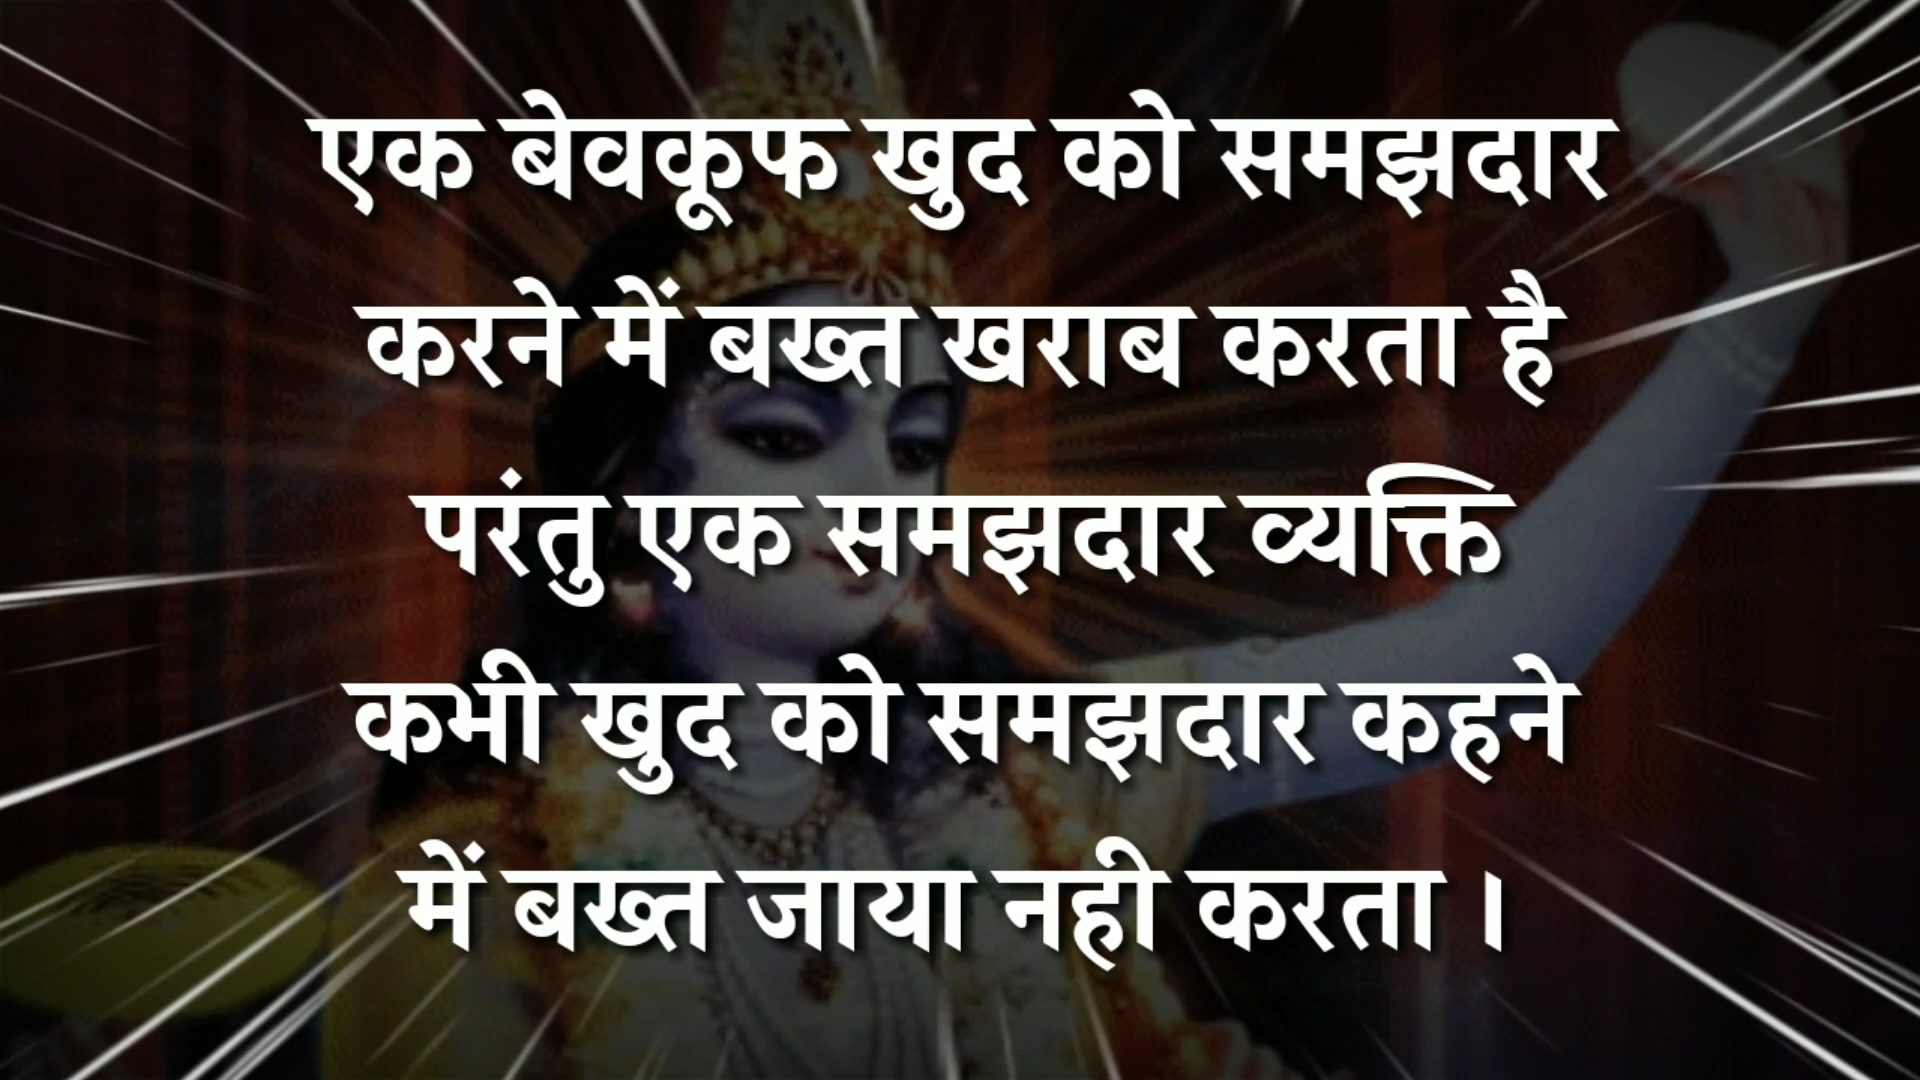 एक बेवकूफ खुद को समझदार
करने में बख्त खराब करता है
परंतु एक समझदार व्यक्ति
कभी खुद को समझदार कहने
में बख्त जाया नही करता ।